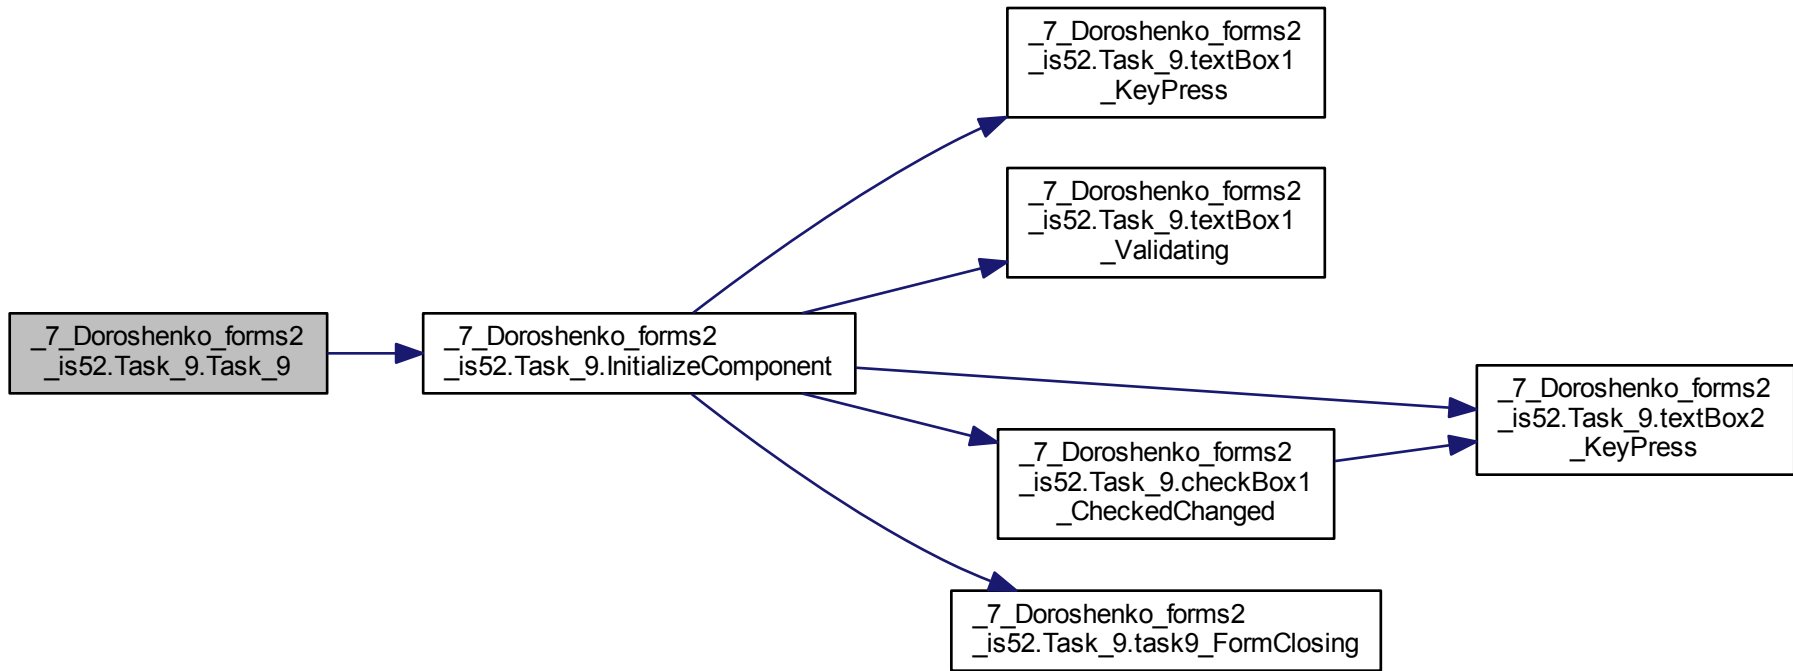 _7_Doroshenko_forms2
_is52.Task_9.textBox1
_KeyPress
_7_Doroshenko_forms2
_is52.Task_9.textBox1
_Validating
_7_Doroshenko_forms2
_is52.Task_9.Task_9
_7_Doroshenko_forms2
_is52.Task_9.InitializeComponent
_7_Doroshenko_forms2
_is52.Task_9.textBox2
_KeyPress
_7_Doroshenko_forms2
_is52.Task_9.checkBox1
_CheckedChanged
_7_Doroshenko_forms2
_is52.Task_9.task9_FormClosing